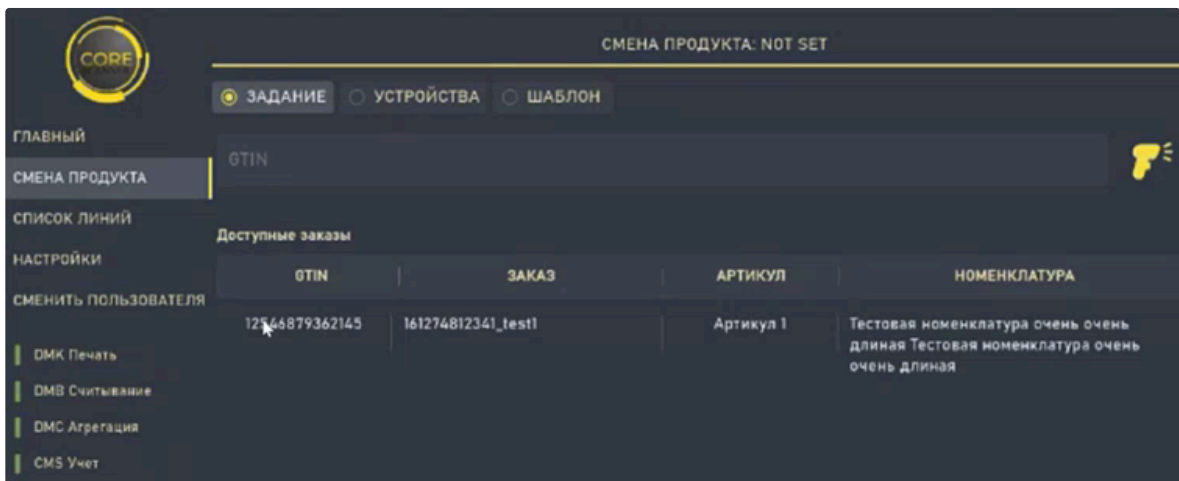 CORE
СМЕНА ПРОДУКТА: NOT SET
ЗАДАНИЕ УСТРОЙСТВА ШАБЛОН
ГЛАВНЫЙ
СМЕНА ПРОДУКТА
СПИСОК ЛИНИЙ
НАСТРОЙКИ
СМЕНИТЬ ПОЛЬЗОВАТЕЛЯ
DMK Печать
DMB Считывание
DMC Агрегация
CMS Учет
GTIN
Доступные заказы
GTIN ЗАКАЗ АРТИКУЛ НОМЕНКЛАТУРА
12546879362145 161274812341_test1 Артикул 1 Тестовая номенклатура очень очень
длиная Тестовая номенклатура очень
очень длиная